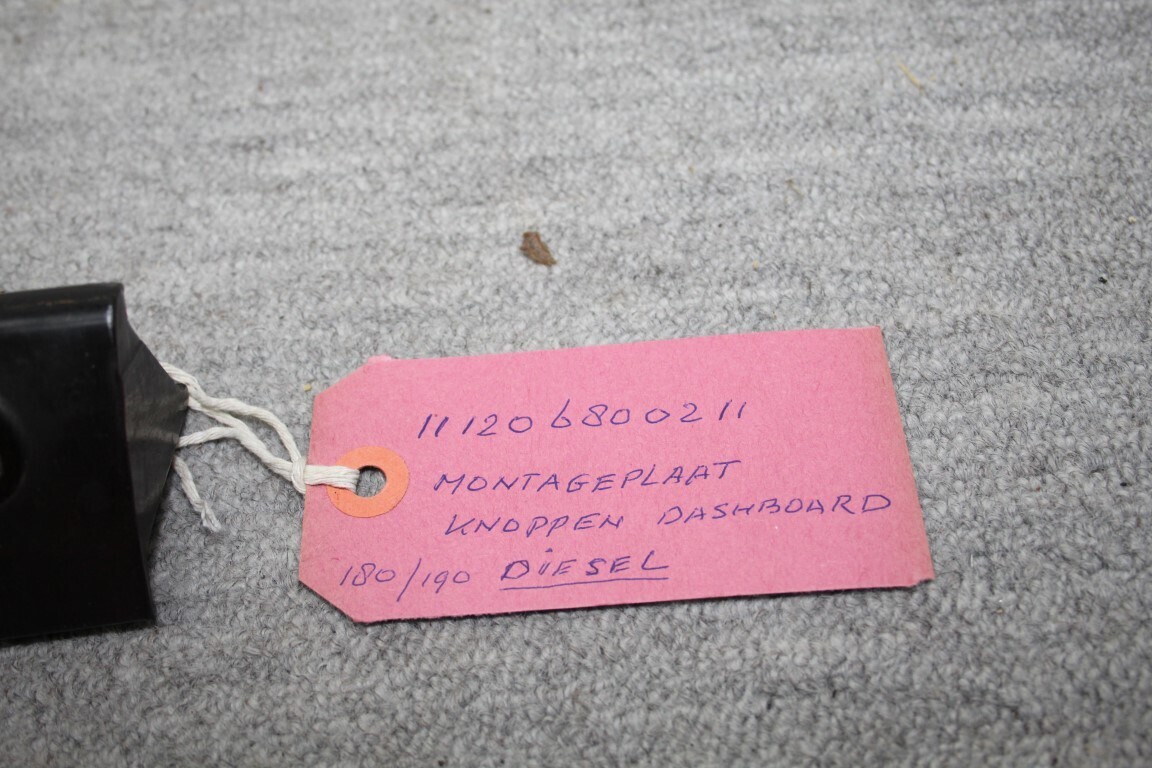 1112068002 11
MONTAGEPLAAT
KNOPPEN DASHBOARD
180/190 DIESEL